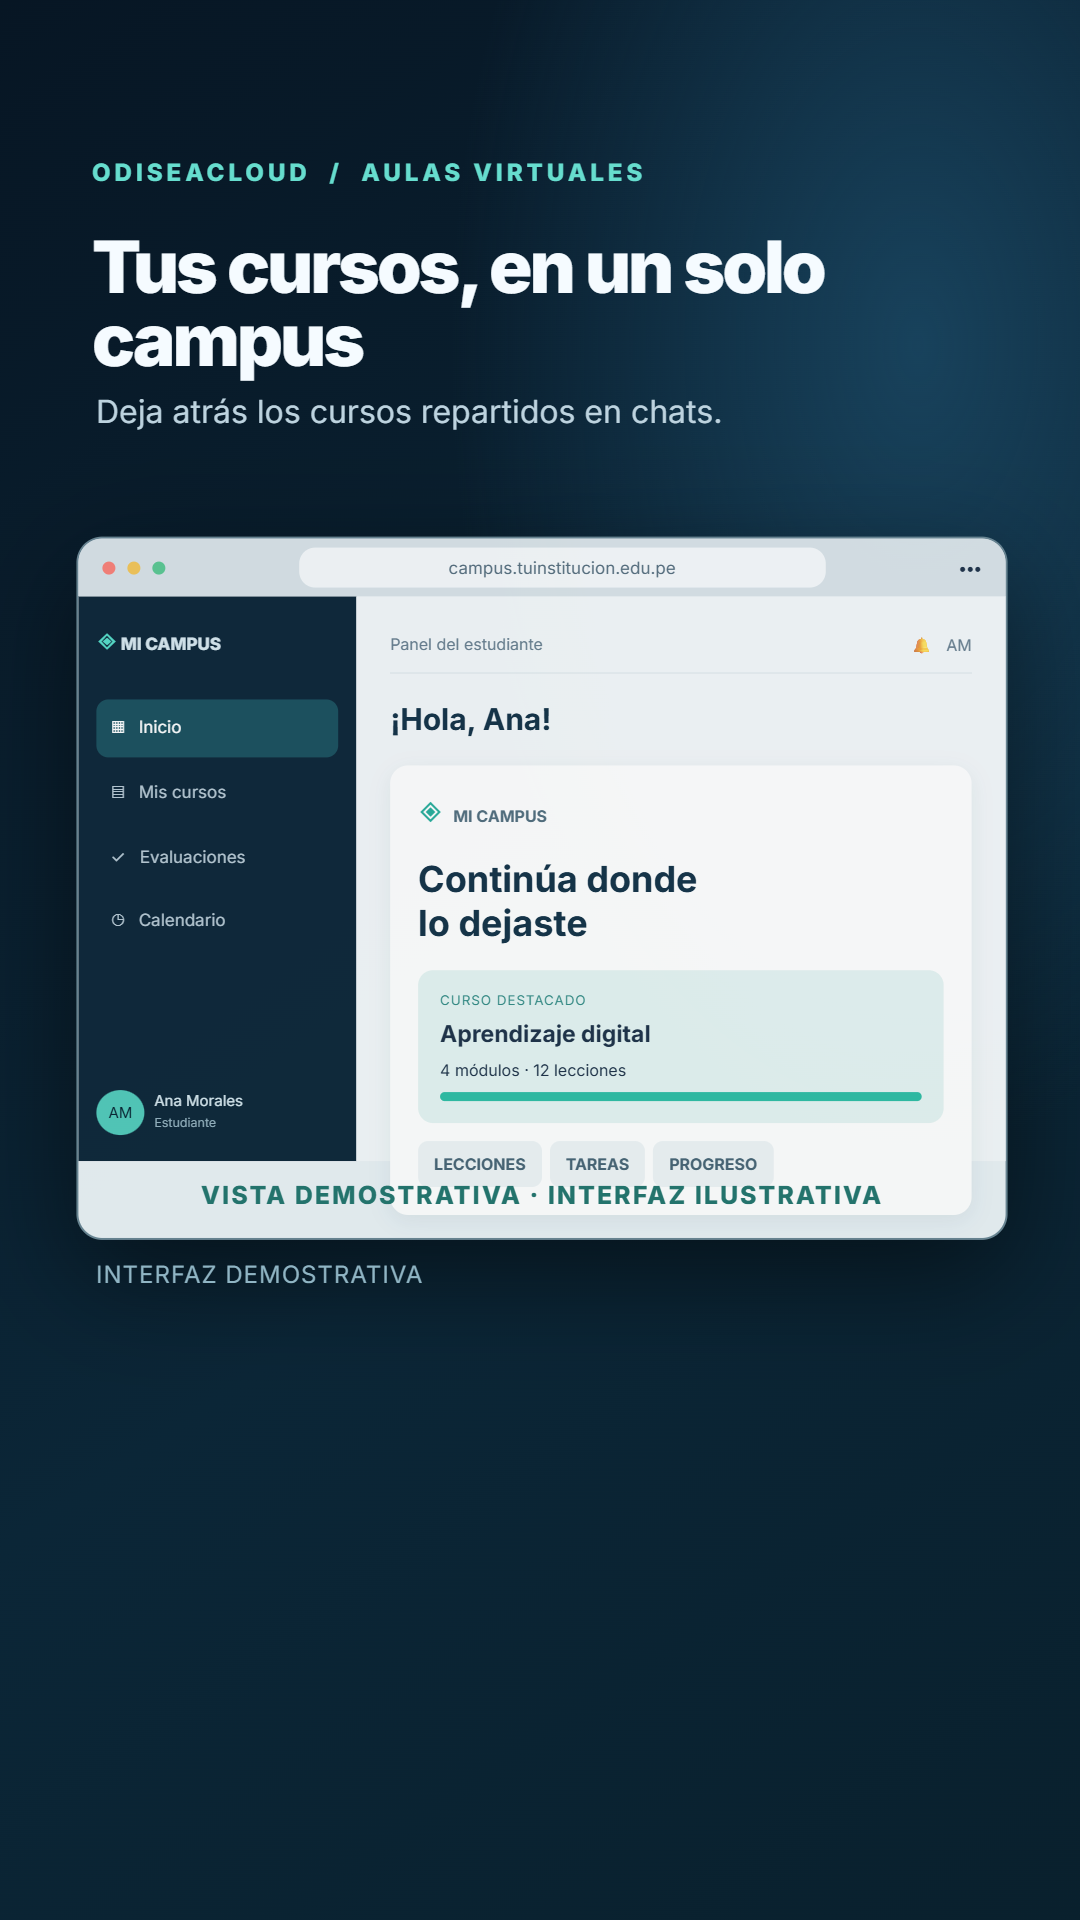 ODISEACLOUD / AULAS VIRTUALES
Tus cursos, en un solo
campus
Deja atrás los cursos repartidos en chats.
campus.tuinstitucion.edu.pe
MI CAMPUS
Inicio
Mis cursos
Evaluaciones
Calendario
AM
Ana Morales
Estudiante
Panel del estudiante
AM
¡Hola, Ana!
MI CAMPUS
Continúa donde
lo dejaste
CURSO DESTACADO
Aprendizaje digital
4 módulos · 12 lecciones
LECCIONES TAREAS PROGRESO
VISTA DEMOSTRATIVA · INTERFAZ ILUSTRATIVA
INTERFAZ DEMOSTRATIVA